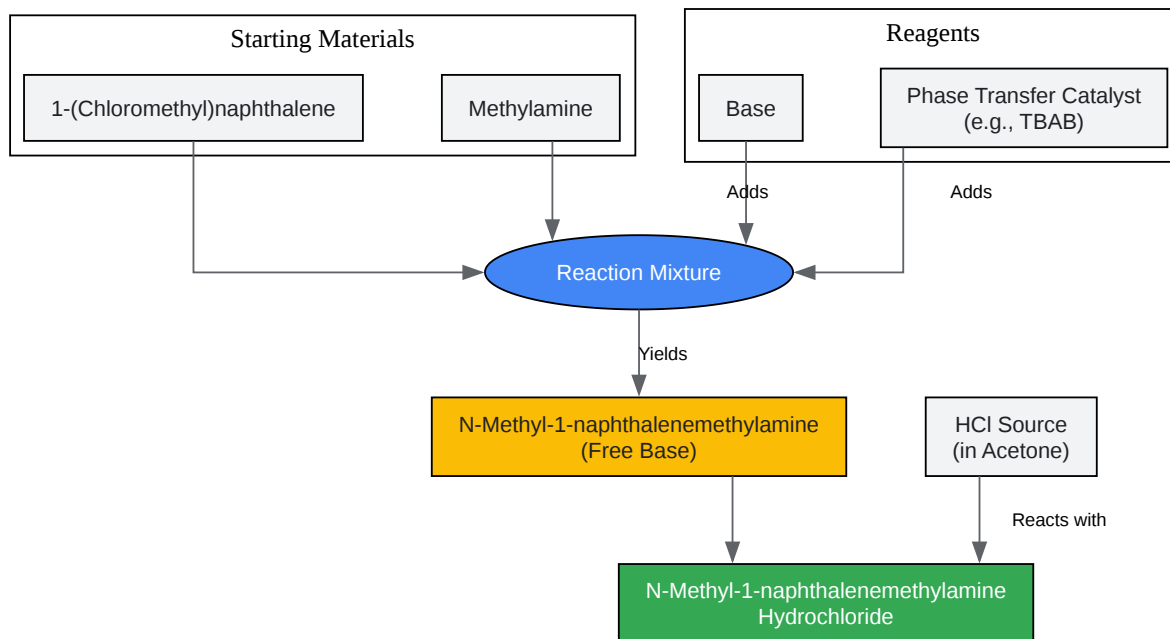 Starting Materials
1-(Chloromethyl)naphthalene
Methylamine
Reagents
Base
Phase Transfer Catalyst
(e.g., TBAB)
Adds
Adds
Reaction Mixture
Yields
N-Methyl-1-naphthalenemethylamine
(Free Base)
HCl Source
(in Acetone)
Reacts with
N-Methyl-1-naphthalenemethylamine
Hydrochloride